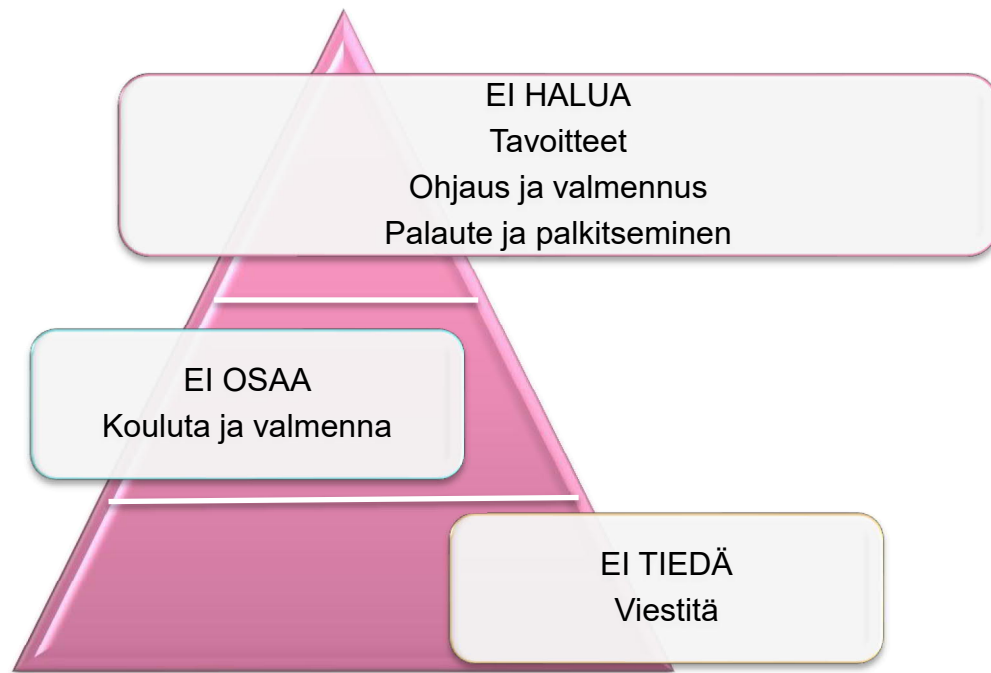 EI HALUA
Tavoitteet
Ohjaus ja valmennus
Palaute ja palkitseminen
EI OSAA
Kouluta ja valmenna
EI TIEDÄ
Viestitä